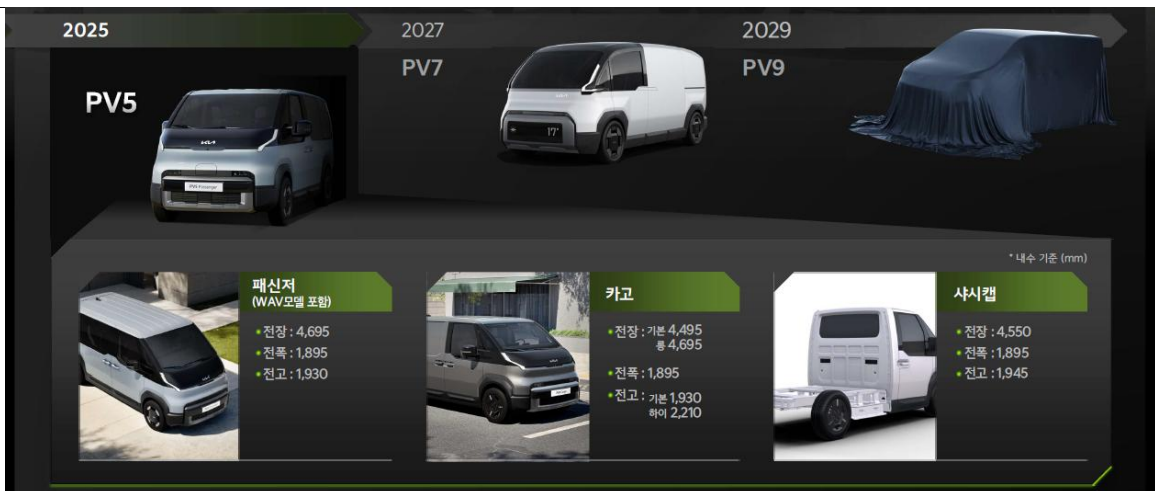 2025
2027
2029
PV5
PV7
PV9
* 내수 기준 (mm)
패신저
(WAV모델 포함)
• 전장 : 4,695
• 전폭 : 1,895
• 전고 : 1,930
카고
• 전장 : 기본 4,495
롱 4,695
• 전폭 : 1,895
• 전고 : 기본 1,930
하이 2,210
샤시캡
• 전장 : 4,550
• 전폭 : 1,895
• 전고 : 1,945